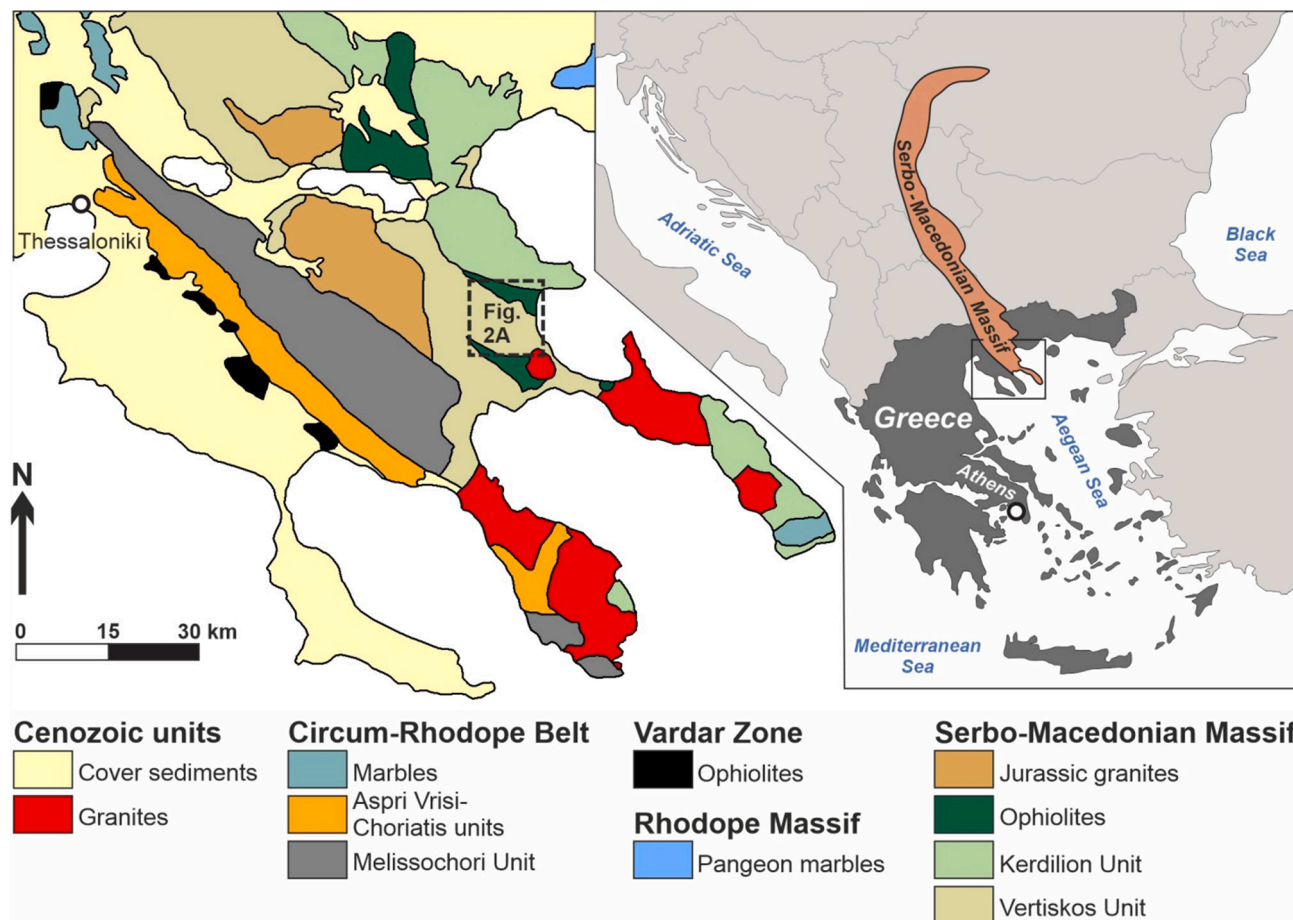 Thessaloniki
Fig.
2A
N
0 15 30 km
Adriatic Sea
Serbo-Macedonian Massif
Black
Sea
Greece
Athens
Aegean Sea
Mediterranean
Sea
Cenozoic units
Cover sediments
Granites
Circum-Rhodope Belt
Marbles
Aspri Vrisi-
Choriatis units
Melissochori Unit
Vardar Zone
Ophiolites
Rhodope Massif
Pangeon marbles
Serbo-Macedonian Massif
Jurassic granites
Ophiolites
Kerdilion Unit
Vertiskos Unit